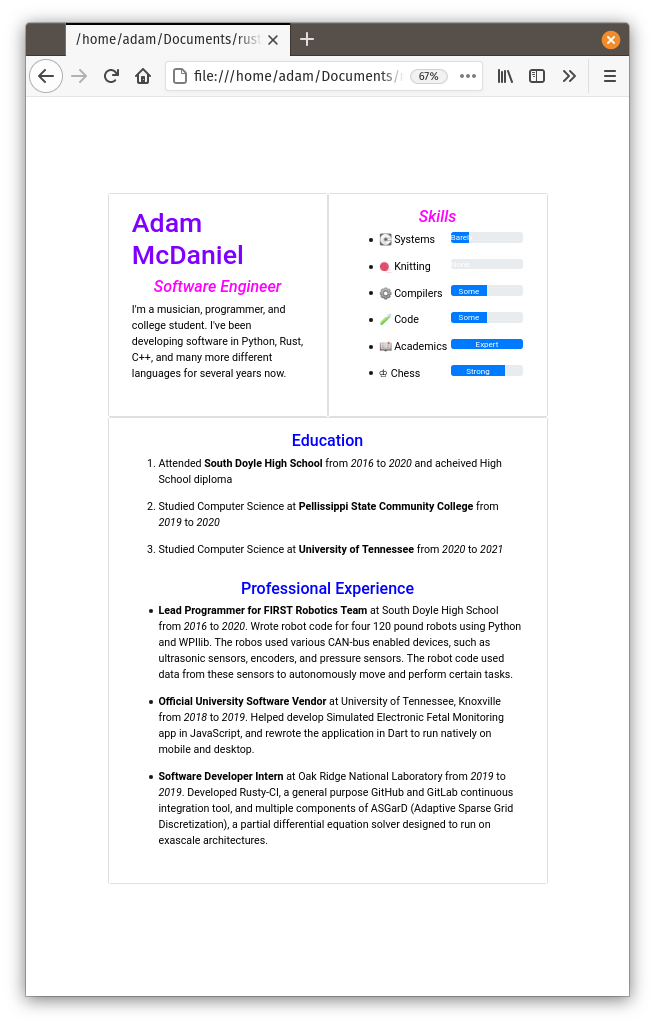 /home/adam/Documents/rust
file:///home/adam/Documents/
67%
Adam
McDaniel
Software Engineer
I'm a musician, programmer, and
college student. I've been
developing software in Python, Rust,
C++, and many more different
languages for several years now.
Skills
Systems
Knitting None
Compilers Some
Code Some
Academics Expert
♔ Chess Strong
Education
1. Attended South Doyle High School from 2016 to 2020 and acheived High
School diploma
2. Studied Computer Science at Pellissippi State Community College from
2019 to 2020
3. Studied Computer Science at University of Tennessee from 2020 to 2021
Professional Experience
Lead Programmer for FIRST Robotics Team at South Doyle High School
from 2016 to 2020. Wrote robot code for four 120 pound robots using Python
and WPIlib. The robos used various CAN-bus enabled devices, such as
ultrasonic sensors, encoders, and pressure sensors. The robot code used
data from these sensors to autonomously move and perform certain tasks.
Official University Software Vendor at University of Tennessee, Knoxville
from 2018 to 2019. Helped develop Simulated Electronic Fetal Monitoring
app in JavaScript, and rewrote the application in Dart to run natively on
mobile and desktop.
Software Developer Intern at Oak Ridge National Laboratory from 2019 to
2019. Developed Rusty-CI, a general purpose GitHub and GitLab continuous
integration tool, and multiple components of ASGarD (Adaptive Sparse Grid
Discretization), a partial differential equation solver designed to run on
exascale architectures.